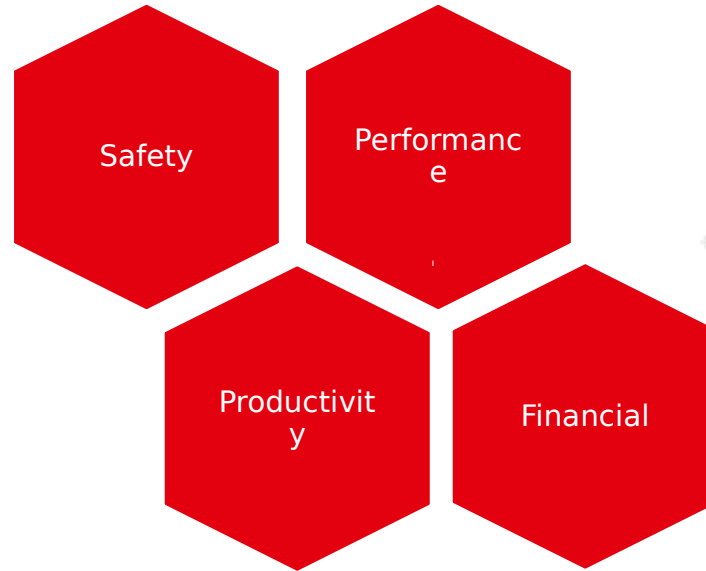 Safety
Performanc
e
Productivit
y
Financial